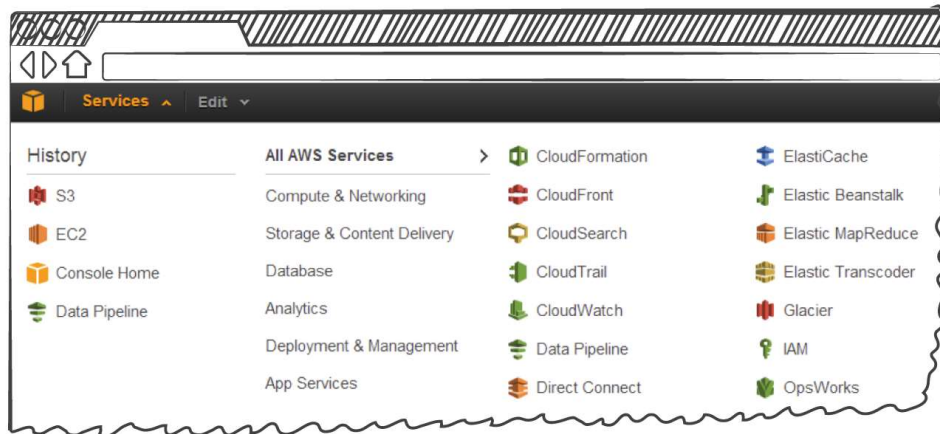 Services Edit
History
S3
EC2
Console Home
Data Pipeline
All AWS Services
Compute & Networking
Storage & Content Delivery
Database
Analytics
Deployment & Management
App Services
CloudFormation
CloudFront
CloudSearch
CloudTrail
CloudWatch
Data Pipeline
Direct Connect
ElastiCache
Elastic Beanstalk
Elastic MapReduce
Elastic Transcoder
Glacier
IAM
OpsWorks